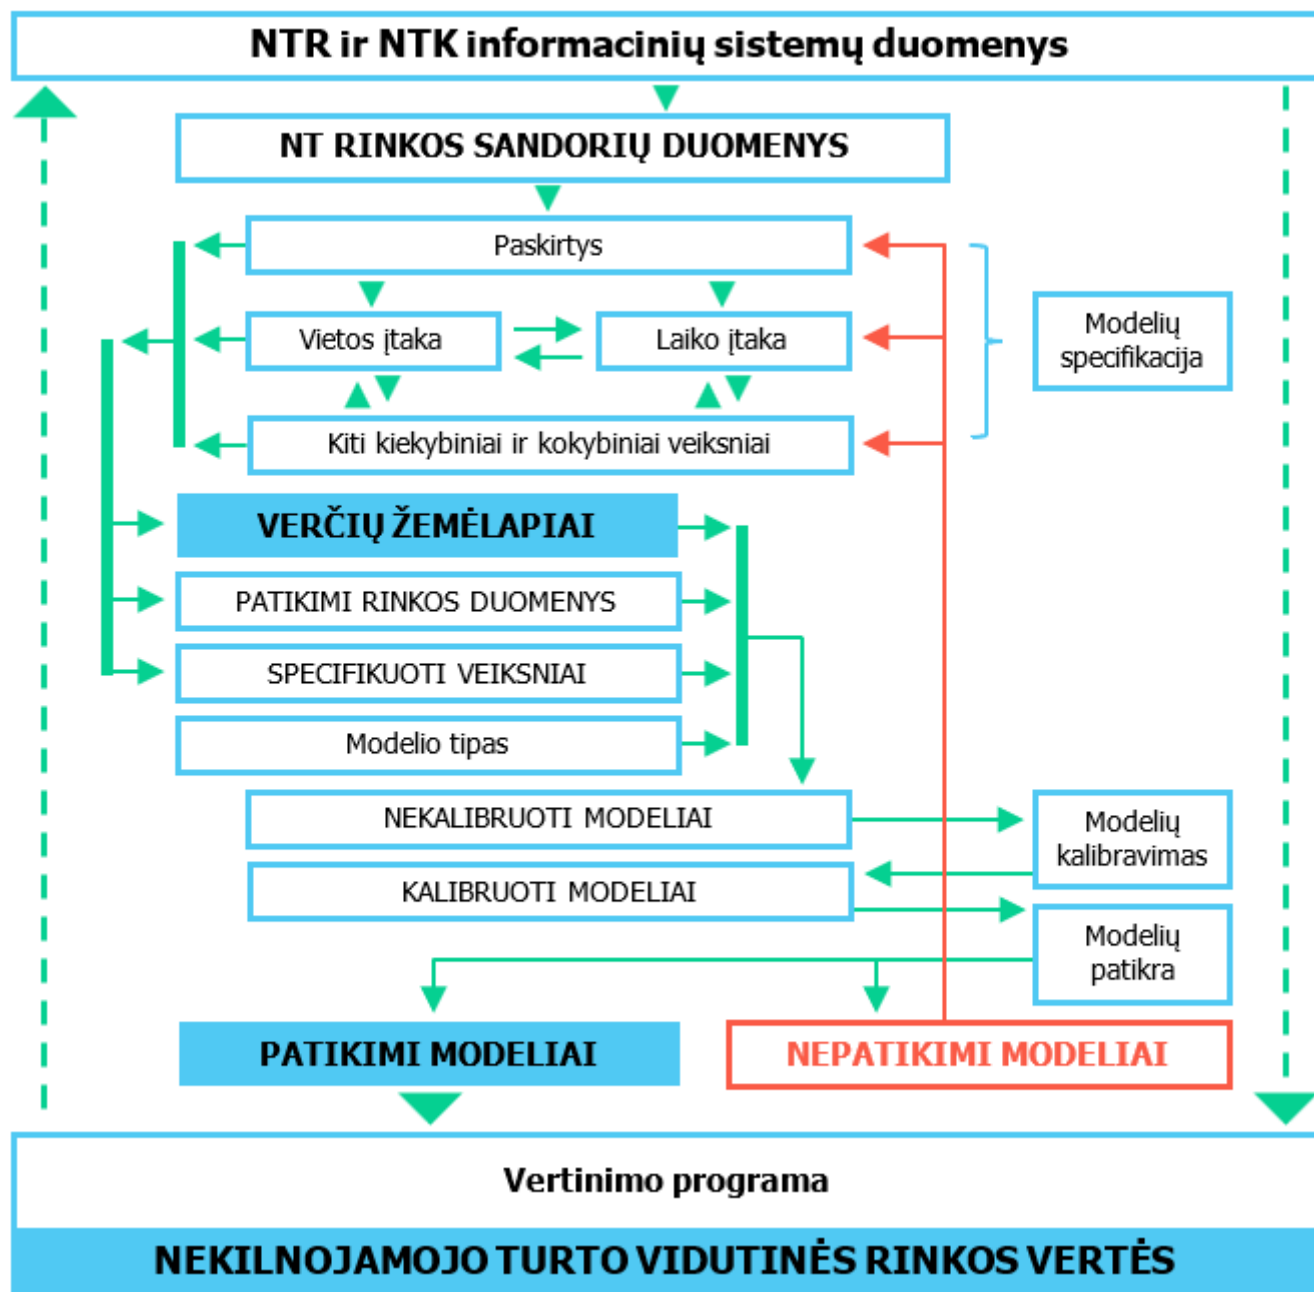 NTR ir NTK informacinių sistemų duomenys
NT RINKOS SANDORIŲ DUOMENYS
Paskirtys
Vietos įtaka
Laiko įtaka
Modelių
specifikacija
Kiti kiekybiniai ir kokybiniai veiksniai
VERČIŲ ŽEMĖLAPIAI
PATIKIMI RINKOS DUOMENYS
SPECIFIKUOTI VEIKSNIAI
Modelio tipas
NEKALIBRUOTI MODELIAI
Modelių
kalibravimas
KALIBRUOTI MODELIAI
Modelių
patikra
PATIKIMI MODELIAI
NEPATIKIMI MODELIAI
Vertinimo programa
NEKILNOJAMOJO TURTO VIDUTINĖS RINKOS VERTĖS